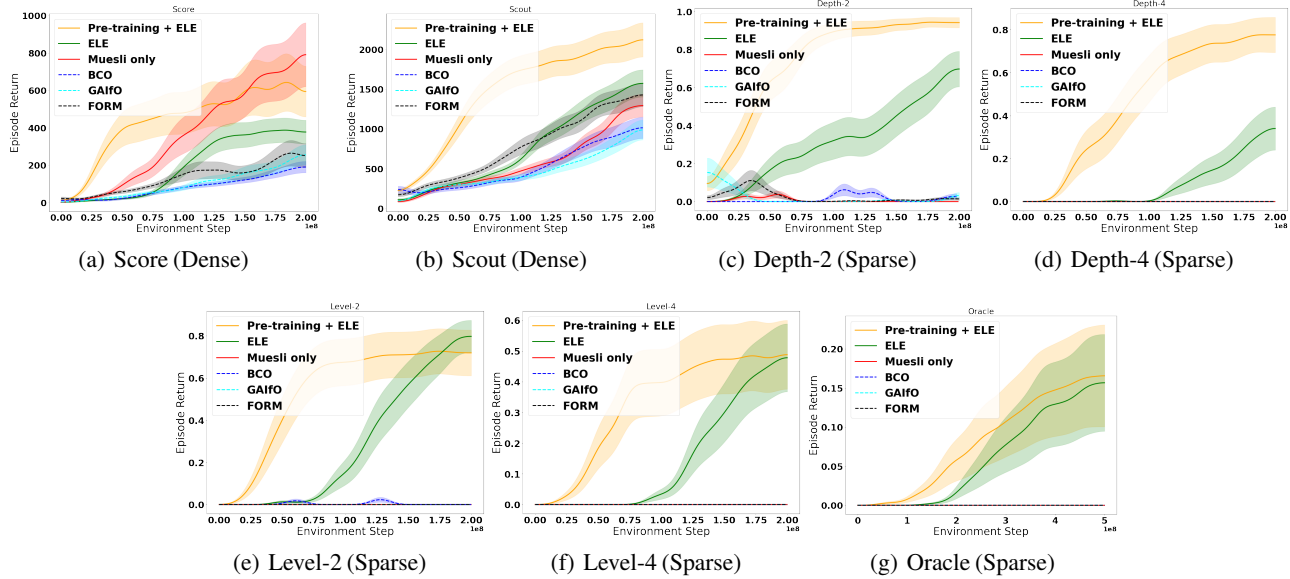 Score
Episode Return
1000
800
600
400
200
0
Pre-training + ELE
ELE
Muesli only
BCO
GAIfO
FORM
0.00 0.25 0.50 0.75 1.00 1.25 1.50 1.75 2.00
1e8
Environment Step
(a) Score (Dense)
Scout
Episode Return
2000
1500
1000
500
0
Pre-training + ELE
ELE
Muesli only
BCO
GAIfO
FORM
0.00 0.25 0.50 0.75 1.00 1.25 1.50 1.75 2.00
1e8
Environment Step
(b) Scout (Dense)
Depth-2
Episode Return
1.0
0.8
0.6
0.4
0.2
0.0
Pre-training + ELE
ELE
Muesli only
BCO
GAIfO
FORM
0.00 0.25 0.50 0.75 1.00 1.25 1.50 1.75 2.00
1e8
Environment Step
(c) Depth-2 (Sparse)
Depth-4
Episode Return
0.8
0.6
0.4
0.2
0.0
Pre-training + ELE
ELE
Muesli only
BCO
GAIfO
FORM
0.00 0.25 0.50 0.75 1.00 1.25 1.50 1.75 2.00
1e8
Environment Step
(d) Depth-4 (Sparse)
Level-2
Episode Return
0.8
0.6
0.4
0.2
0.0
Pre-training + ELE
ELE
Muesli only
BCO
GAIfO
FORM
0.00 0.25 0.50 0.75 1.00 1.25 1.50 1.75 2.00
1e8
Environment Step
(e) Level-2 (Sparse)
Level-4
Episode Return
0.6
0.5
0.4
0.3
0.2
0.1
0.0
Pre-training + ELE
ELE
Muesli only
BCO
GAIfO
FORM
0.00 0.25 0.50 0.75 1.00 1.25 1.50 1.75 2.00
1e8
Environment Step
(f) Level-4 (Sparse)
Oracle
Episode Return
0.20
0.15
0.10
0.05
0.00
Pre-training + ELE
ELE
Muesli only
BCO
GAIfO
FORM
0 1 2 3 4 5
1e8
Environment Step
(g) Oracle (Sparse)